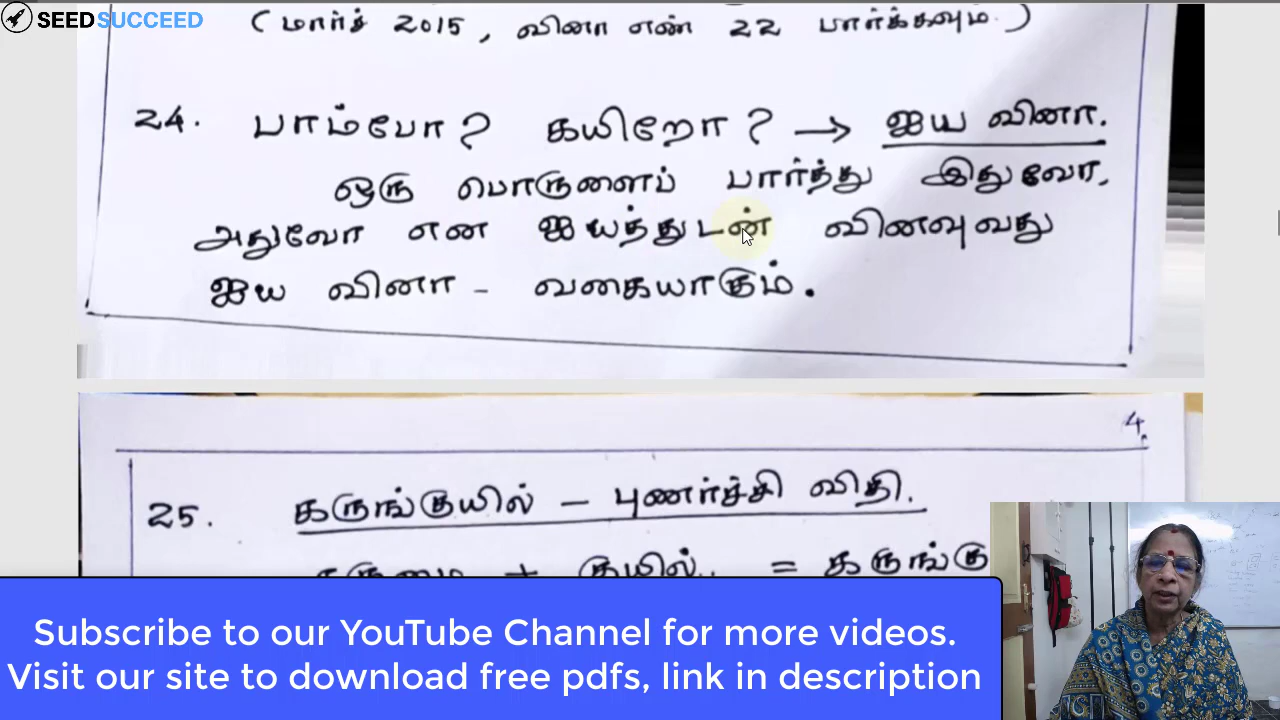 SEEDSUCCEED
(மார்ச் 2015, வினா எண் 22 பார்க்கவும்.)
24. பாம்போ? கயிறோ? → ஐய வினா.
ஒரு பொருளைப் பார்த்து இதுவோ,
அதுவோ என ஐயத்துடன் வினவுவது
ஐய வினா - வகையாகும்.
4.
25. கருங்குயில் - புணர்ச்சி விதி.
கருமை + குயில் = கருங்கு
Subscribe to our YouTube Channel for more videos.
Visit our site to download free pdfs, link in description